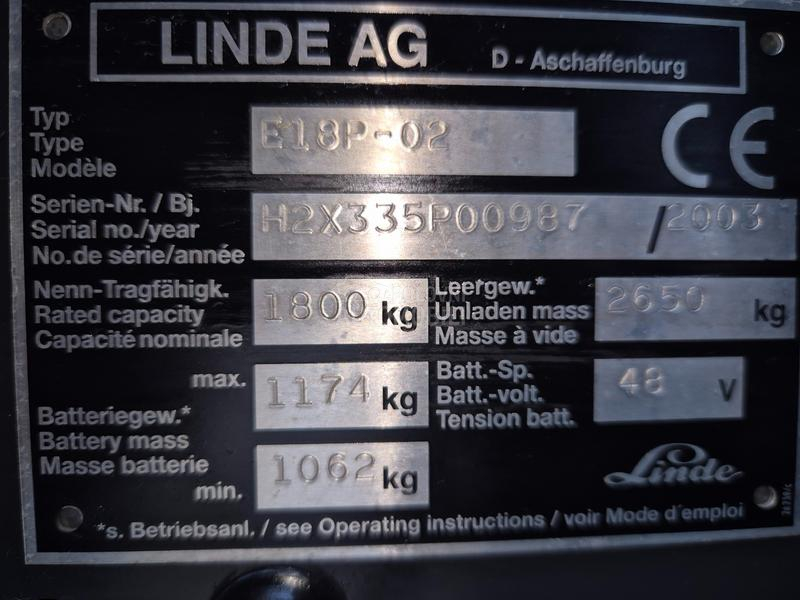 LINDE AG D - Aschaffenburg
Typ
Type
Modèle
E18P-02
CE
Serien-Nr. / Bj.
Serial no./year
No.de série/année
H2X335P00987 / 2003
Nenn-Tragfähigk.
Rated capacity
Capacité nominale
1800 kg
Leergew.*
Unladen mass
Masse à vide
2650 kg
max.
1174 kg
Batteriegew.*
Battery mass
Masse batterie
min.
1062 kg
Batt.-Sp.
Batt.-volt.
Tension batt.
48 V
Linde
*s. Betriebsanl. / see Operating instructions / voir Mode d'emploi